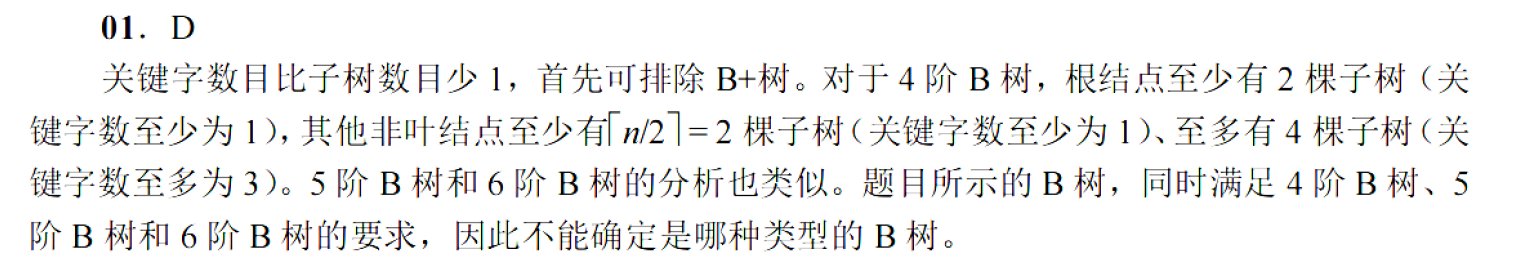 01. D
关键字数目比子树数目少 1，首先可排除 B+树。对于 4 阶 B 树，根结点至少有 2 棵子树（关
键字数至少为 1），其他非叶结点至少有⌈n/2⌉ = 2 棵子树（关键字数至少为 1）、至多有 4 棵子树（关
键字数至多为 3）。5 阶 B 树和 6 阶 B 树的分析也类似。题目所示的 B 树，同时满足 4 阶 B 树、5
阶 B 树和 6 阶 B 树的要求，因此不能确定是哪种类型的 B 树。